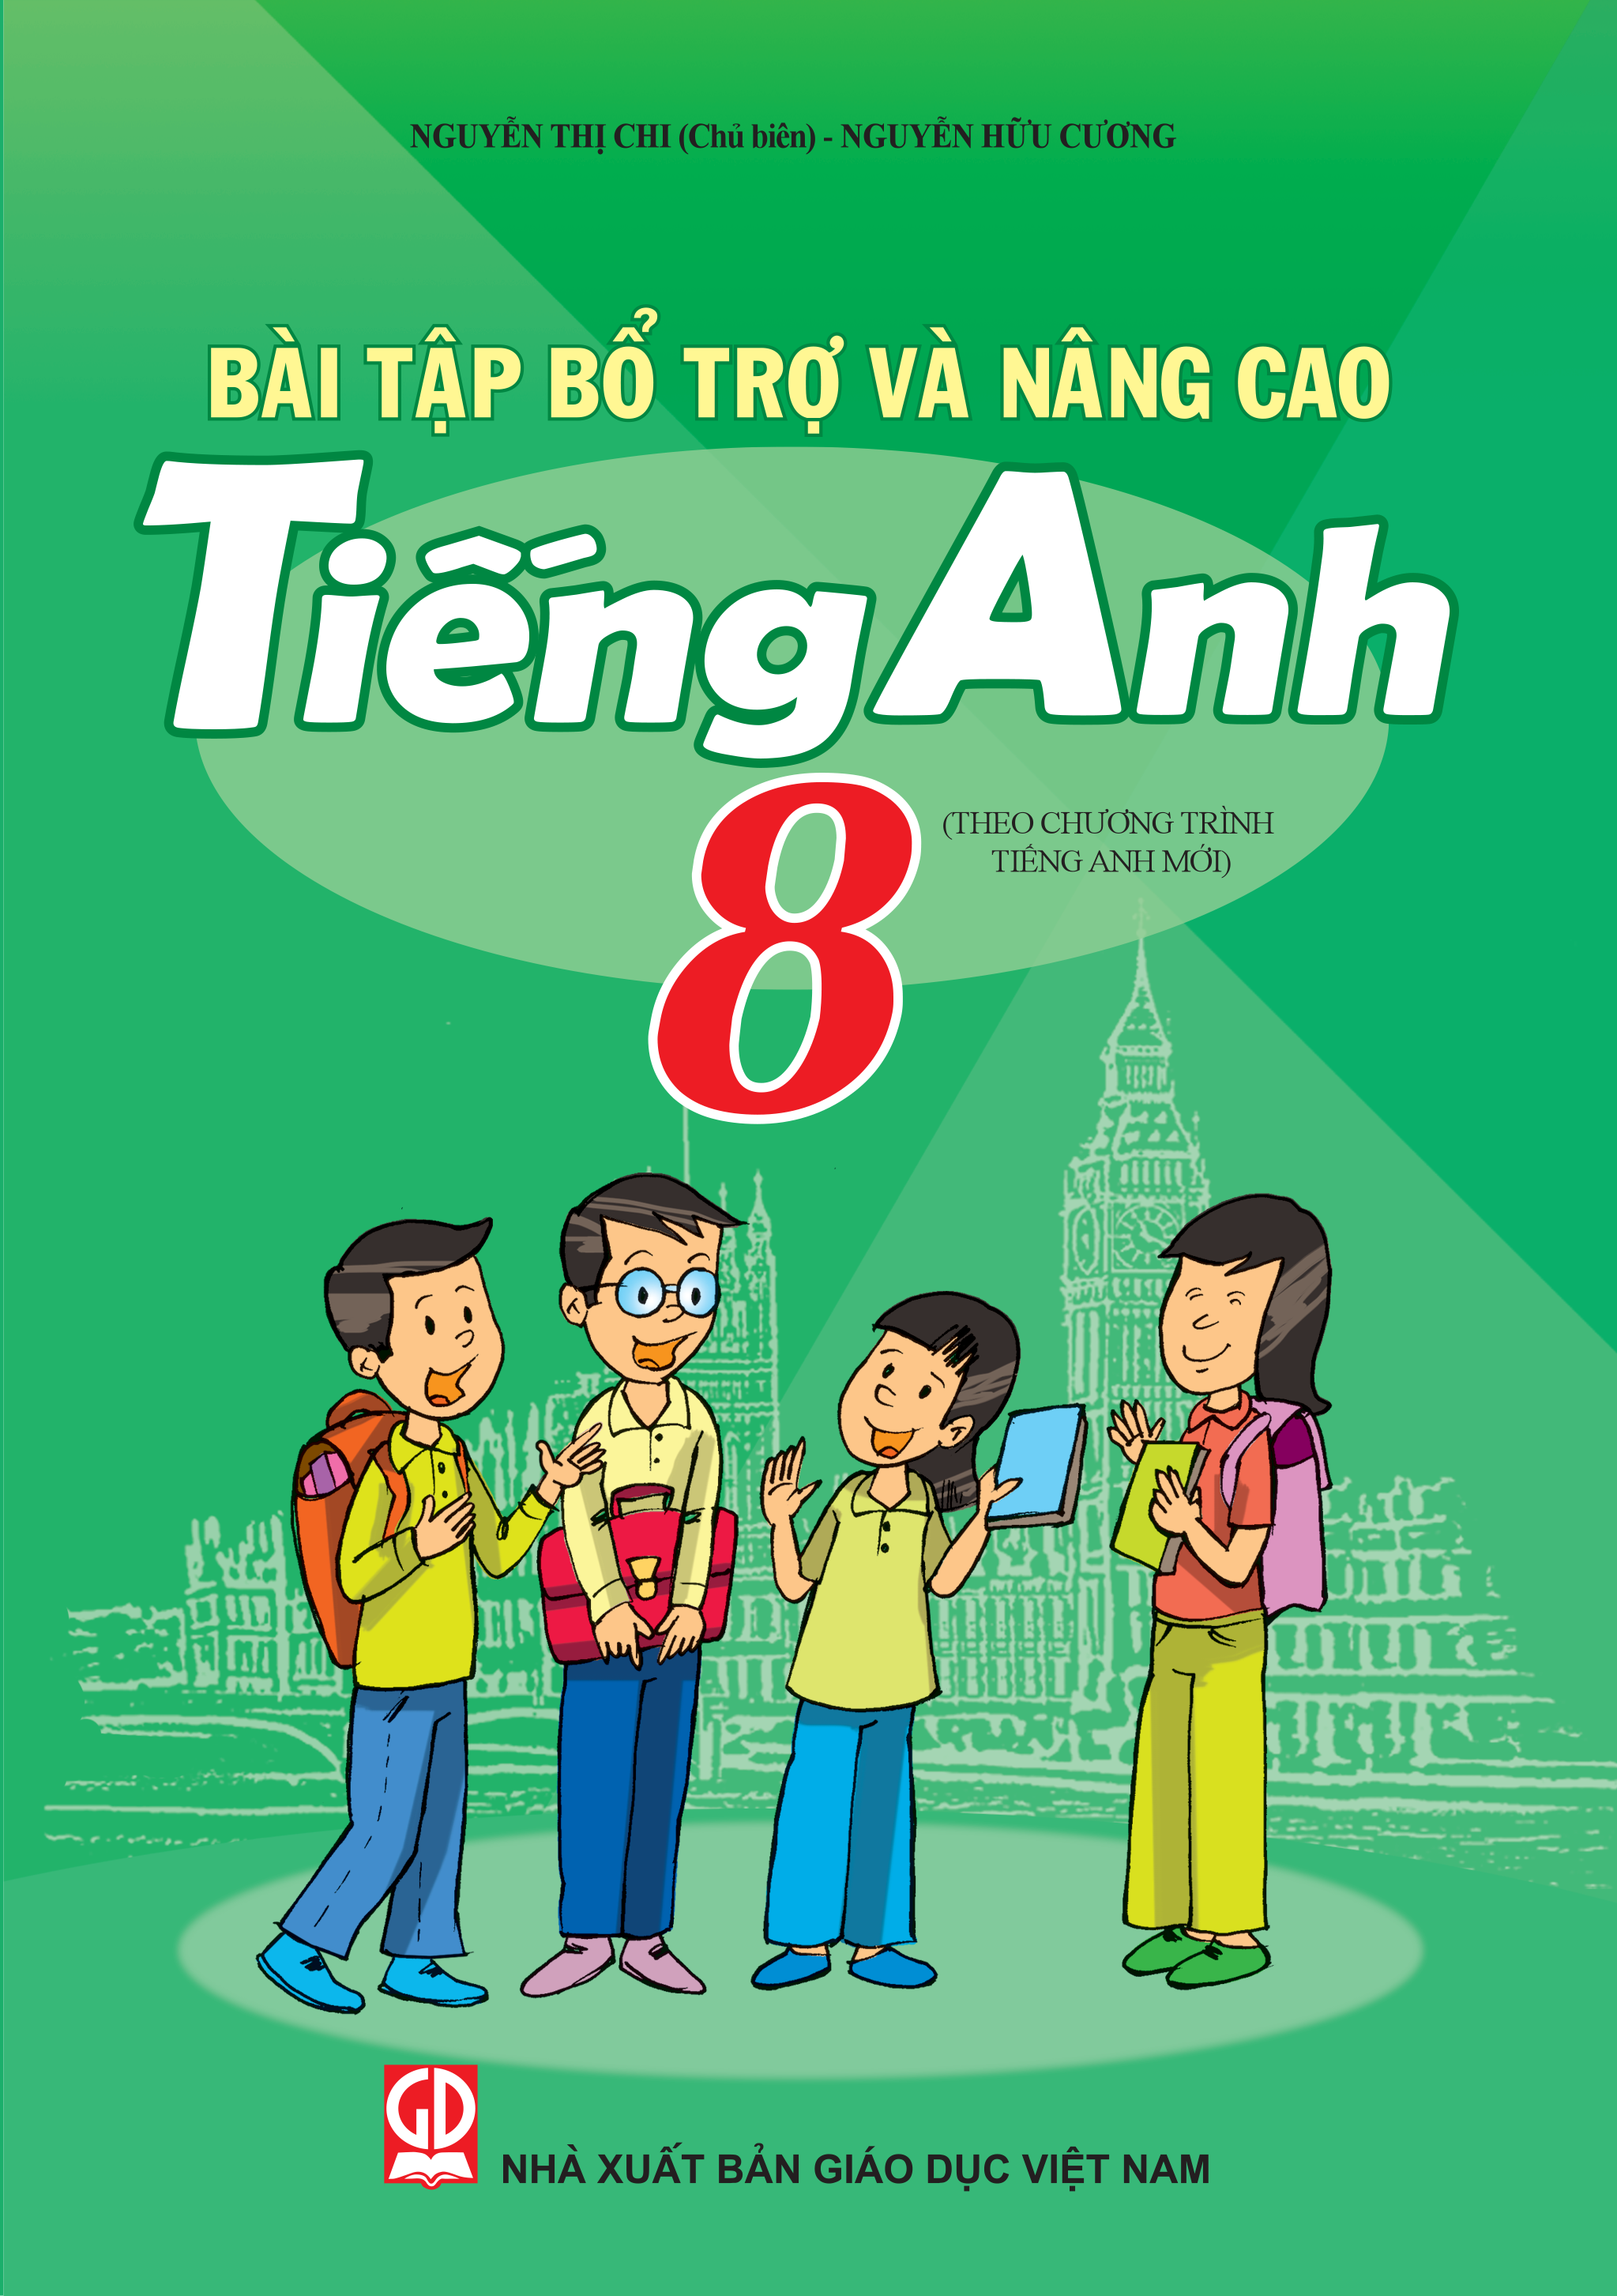 NGUYỄN THỊ CHI (Chủ biên) - NGUYỄN HỮU CƯƠNG
BÀI TẬP BỔ TRỢ VÀ NÂNG CAO
Tiếng Anh
8
(THEO CHƯƠNG TRÌNH
TIẾNG ANH MỚI)
GD
NHÀ XUẤT BẢN GIÁO DỤC VIỆT NAM